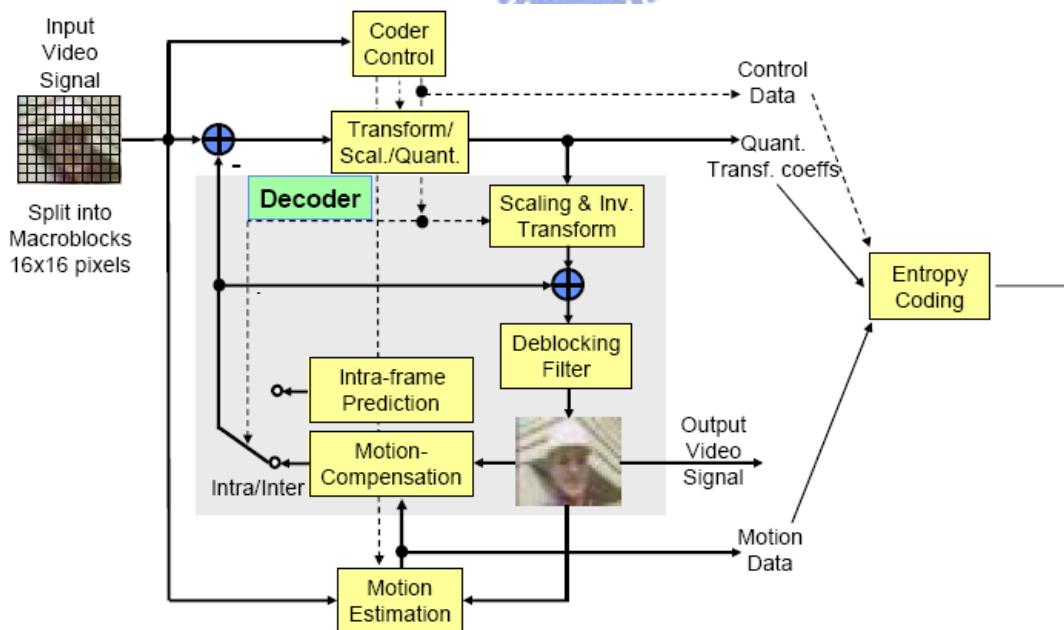 Input
Video
Signal
Coder
Control
Control
Data
Transform/
Scal./Quant.
Quant.
Transf. coeffs
-
Decoder
Scaling & Inv.
Transform
Split into
Macroblocks
16x16 pixels
Entropy
Coding
Deblocking
Filter
Intra-frame
Prediction
Output
Video
Signal
Motion-
Compensation
Intra/Inter
Motion
Data
Motion
Estimation